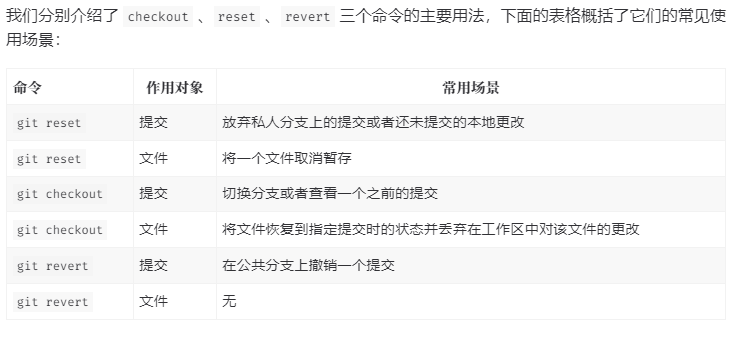 我们分别介绍了 checkout 、 reset 、 revert 三个命令的主要用法，下面的表格概括了它们的常见使
用场景：
命令 作用对象 常用场景
git reset 提交 放弃私人分支上的提交或者还未提交的本地更改
git reset 文件 将一个文件取消暂存
git checkout 提交 切换分支或者查看一个之前的提交
git checkout 文件 将文件恢复到指定提交时的状态并丢弃在工作区中对该文件的更改
git revert 提交 在公共分支上撤销一个提交
git revert 文件 无